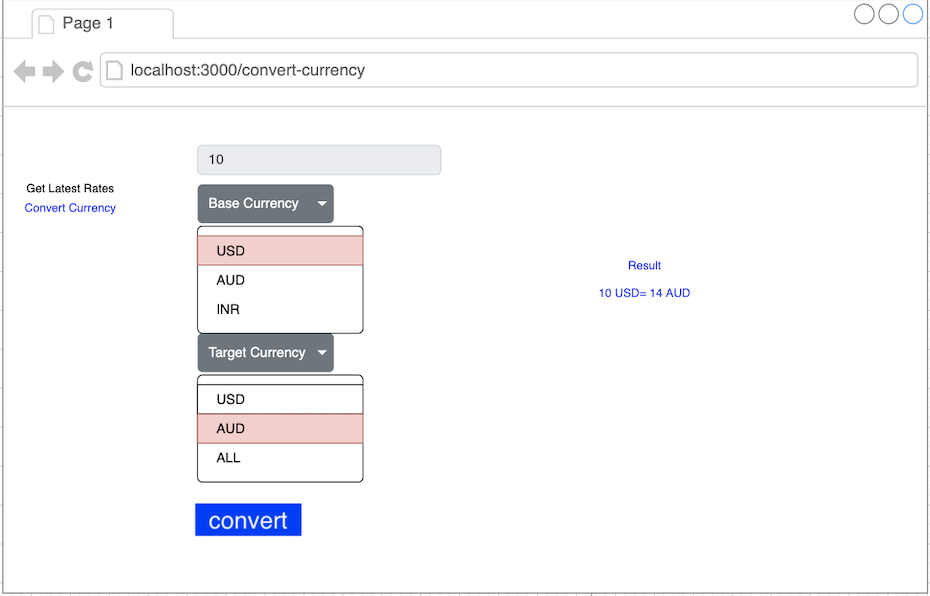 Page 1
localhost:3000/convert-currency
10
Get Latest Rates
Convert Currency
Base Currency
USD
AUD
INR
Result
10 USD= 14 AUD
Target Currency
USD
AUD
ALL
convert